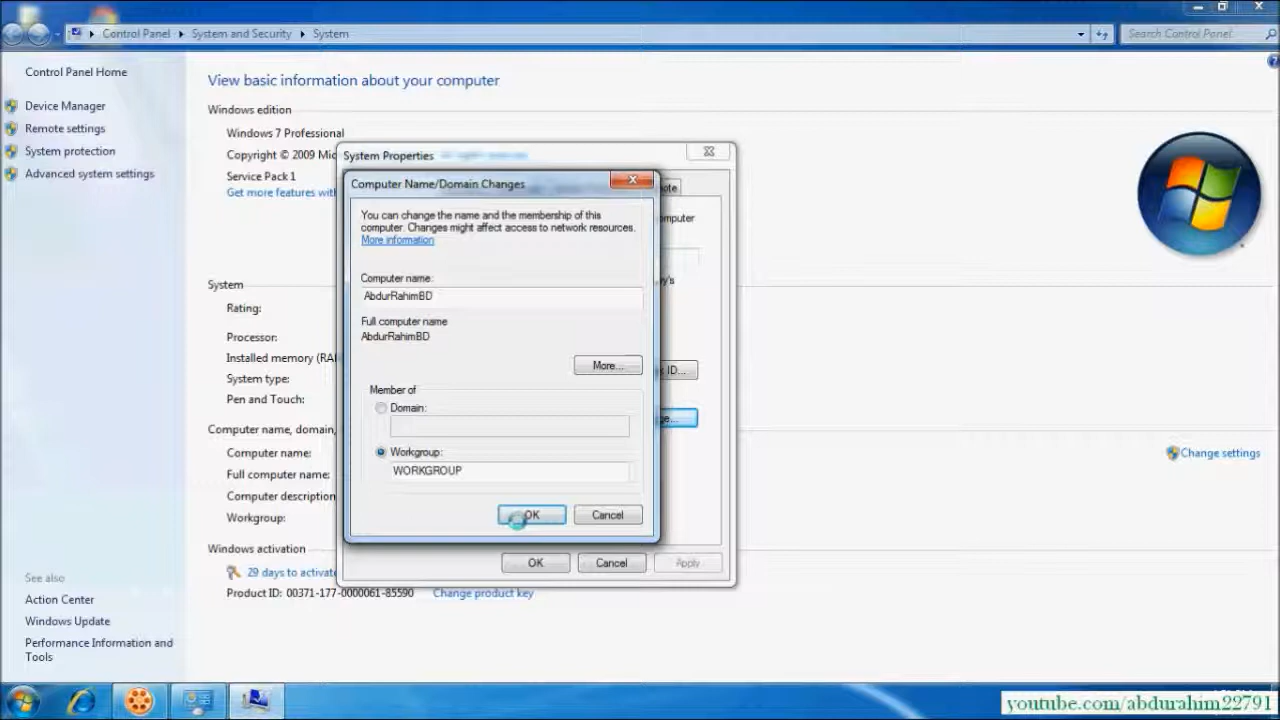 Control Panel
System and Security
System
Search Control Panel
Control Panel Home
Device Manager
Remote settings
System protection
Advanced system settings
See also
Action Center
Windows Update
Performance Information and
Tools
View basic information about your computer
Windows edition
Windows 7 Professional
Copyright © 2009 Mic
Service Pack 1
Get more features with
System
Rating:
Processor:
Installed memory (RA
System type:
Pen and Touch:
Computer name, domain,
Computer name:
Full computer name:
Computer description
Workgroup:
Change settings
Windows activation
29 days to activate
Product ID: 00371-177-0000061-85590
Change product key
System Properties
ote
omputer
y's
k ID...
ge...
OK
Cancel
Apply
Computer Name/Domain Changes
You can change the name and the membership of this
computer. Changes might affect access to network resources.
More information
Computer name:
AbdurRahimBD
Full computer name
AbdurRahimBD
More...
Member of
Domain:
Workgroup:
WORKGROUP
OK
Cancel
youtube.com/abdurahim22791